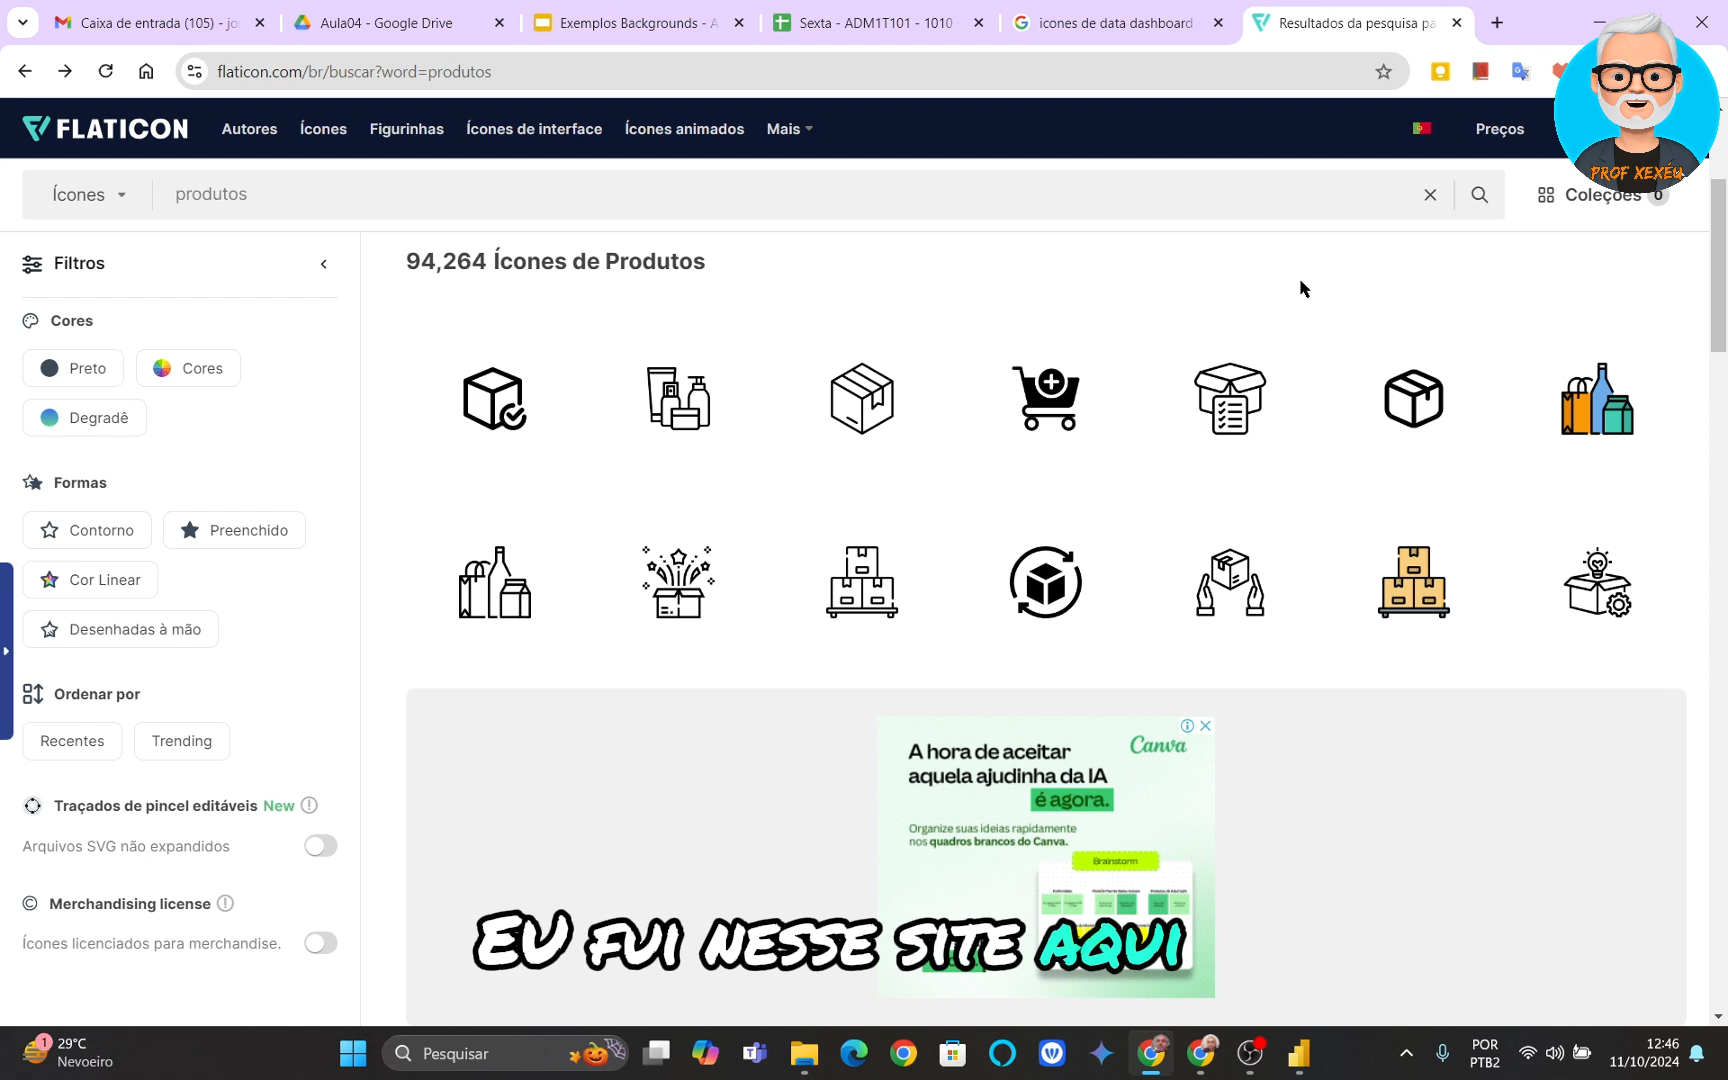 Caixa de entrada (105) - jo
Aula04 - Google Drive
Exemplos Backgrounds - A
Sexta - ADM1T101 - 1010
icones de data dashboard
Resultados da pesquisa pa
flaticon.com/br/buscar?word=produtos
FLATICON
Autores
Ícones
Figurinhas
Ícones de interface
Ícones animados
Mais
Preços
PROF XEXÉU
Ícones
produtos
Coleções
0
Filtros
94,264 Ícones de Produtos
Cores
Preto
Cores
Degradê
Formas
Contorno
Preenchido
Cor Linear
Desenhadas à mão
Ordenar por
Recentes
Trending
Traçados de pincel editáveis New
Arquivos SVG não expandidos
Merchandising license
Ícones licenciados para merchandise.
Canva
A hora de aceitar
aquela ajudinha da IA
é agora.
Organize suas ideias rapidamente
nos quadros brancos do Canva.
Brainstorm
EU FUI NESSE SITE AQUI
1
29°C
Nevoeiro
Pesquisar
POR
PTB2
12:46
11/10/2024